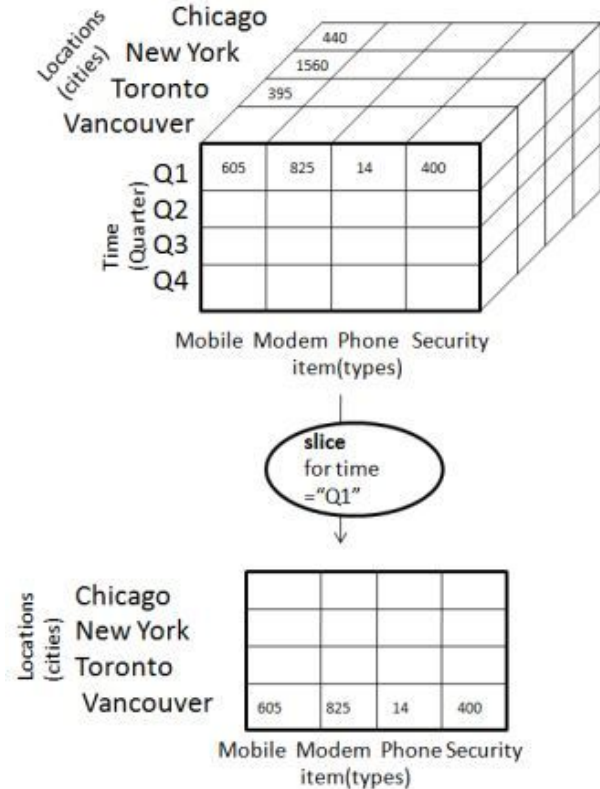 Chicago
New York
Toronto
Vancouver
Locations
(cities)
440
1560
395
Q1
Q2
Q3
Q4
Time
(Quarter)
605 825 14 400
Mobile Modem Phone Security
item(types)
slice
for time
=“Q1”
Locations
(cities)
Chicago
New York
Toronto
Vancouver
605 825 14 400
Mobile Modem Phone Security
item(types)